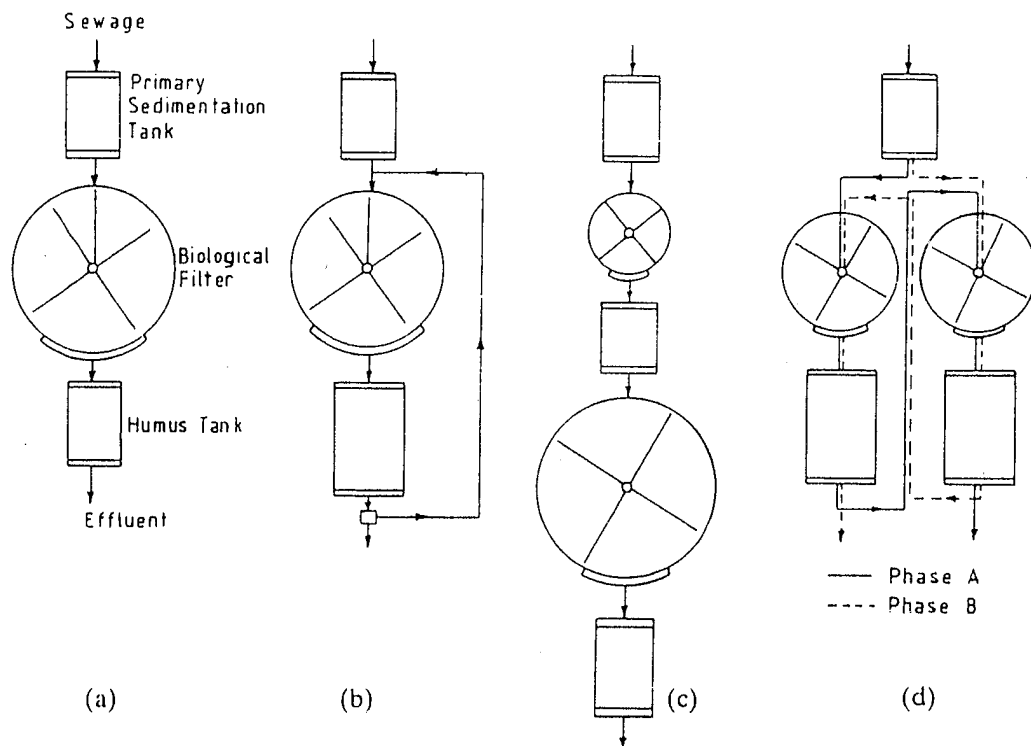 Sewage
Primary
Sedimentation
Tank
Biological
Filter
Humus Tank
Effluent
Phase A
Phase B
(a)
(b)
(c)
(d)